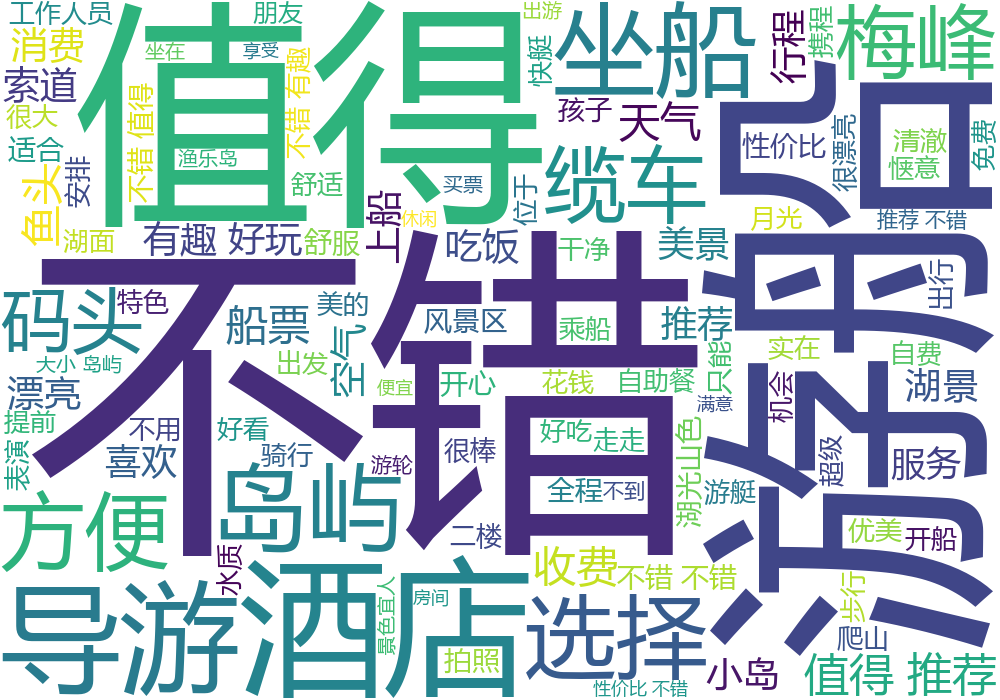 工作人员
朋友
出游
消费
坐在
享受
值得
坐船
行程
携程
梅峰
索道
不错 有趣
快艇
很大
不错 值得
孩子
天气
性价比
很漂亮
清澈
惬意
免费
适合
渔乐岛
鱼头
安排
舒适
买票
位于
缆车
游船
湖面
有趣 好玩
舒服
上船
休闲
吃饭
干净
美景
月光
推荐 不错
码头
特色
不错
船票
美的
空气
风景区
乘船
推荐
出行
大小 岛屿
出发
便宜
开心
花钱
自助餐
只能
实在
自费
漂亮
湖景
提前
不用
好看
满意
机会
表演
喜欢
骑行
游轮
很棒
好吃
走走
湖光山色
超级
服务
方便
岛屿
全程
不到
游艇
二楼
优美
开船
水质
导游
酒店
收费
不错 不错
步行
景色宜人
房间
选择
爬山
拍照
小岛
值得 推荐
性价比 不错